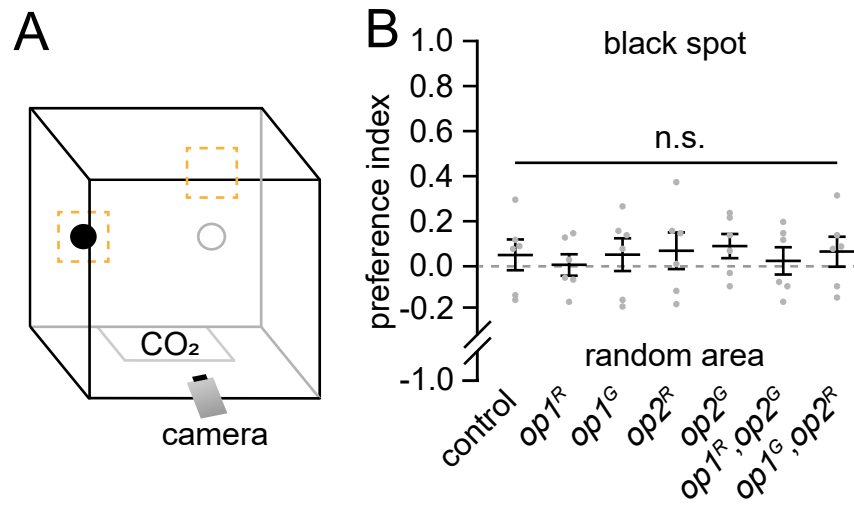 A
CO₂
camera
B
preference index
1.0
0.8
0.6
0.4
0.2
0.0
-0.2
-1.0
black spot
n.s.
random area
control
op1ᴿ
op1ᴳ
op2ᴿ
op2ᴳ
op1ᴿ,op2ᴳ
op1ᴳ,op2ᴿ